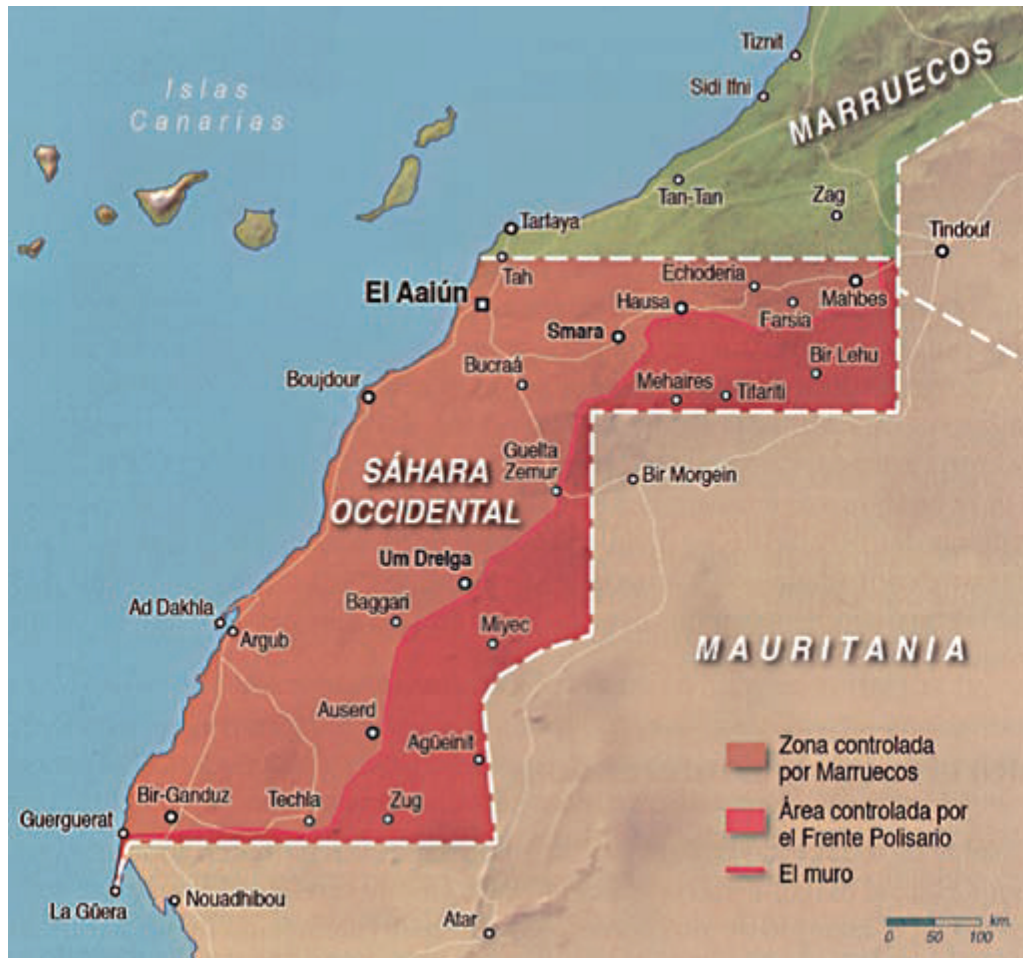 Tiznit
Sidi Ifni
MARRUECOS
Islas
Canarias
Tan-Tan
Zag
Tarfaya
Tindouf
Tah
Echoderia
El Aaiún
Hausa
Mahbes
Farsia
Smara
Bir Lehu
Bucraá
Boujdour
Mehaires
Tifariti
Guelta
Zemur
SÁHARA
OCCIDENTAL
Bir Morgein
Um Dreiga
Baggari
Ad Dakhla
Argub
Miyec
MAURITANIA
Auserd
Agüeinit
Zona controlada
por Marruecos
Bir-Ganduz
Techla
Zug
Guerguerat
Área controlada por
el Frente Polisario
El muro
La Gûera
Nouadhibou
Atar
km.
0 50 100